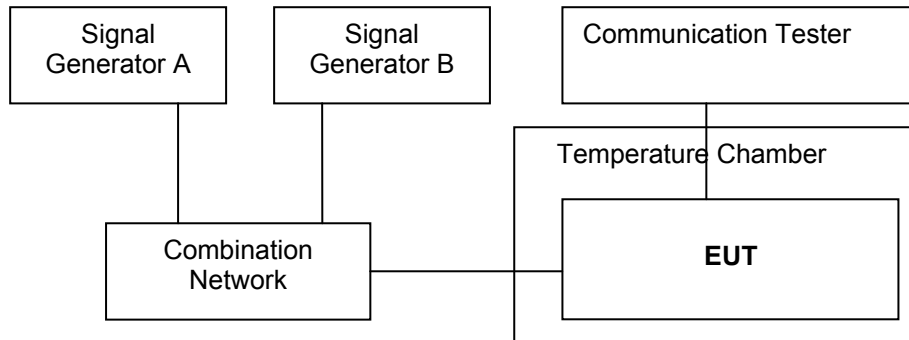 Signal
Generator A
Signal
Generator B
Communication Tester
Temperature Chamber
Combination
Network
EUT